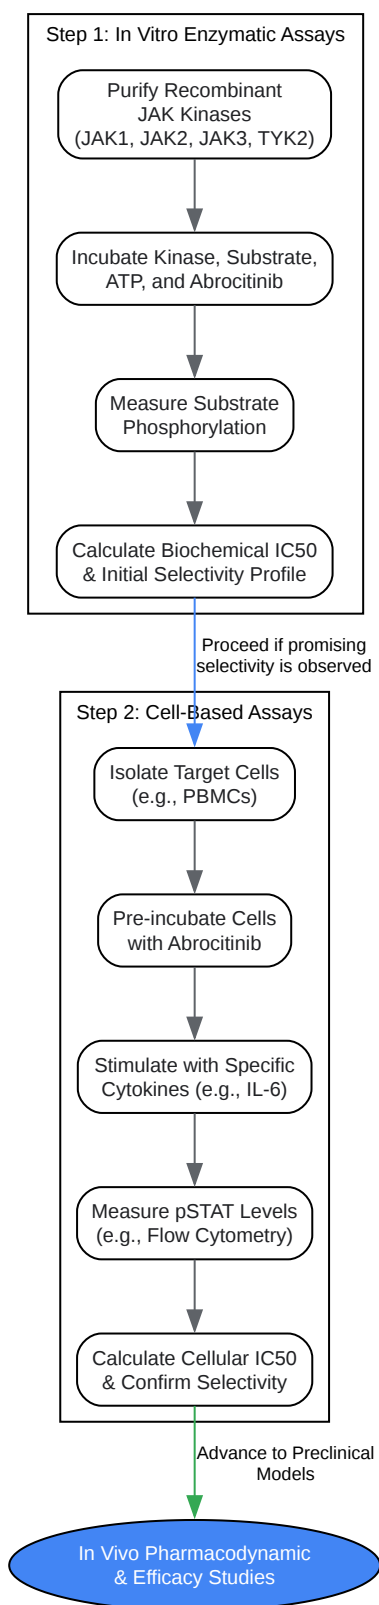 Step 1: In Vitro Enzymatic Assays
Purify Recombinant
JAK Kinases
(JAK1, JAK2, JAK3, TYK2)
Incubate Kinase, Substrate,
ATP, and Abrocitinib
Measure Substrate
Phosphorylation
Calculate Biochemical IC50
& Initial Selectivity Profile
Proceed if promising
selectivity is observed
Step 2: Cell-Based Assays
Isolate Target Cells
(e.g., PBMCs)
Pre-incubate Cells
with Abrocitinib
Stimulate with Specific
Cytokines (e.g., IL-6)
Measure pSTAT Levels
(e.g., Flow Cytometry)
Calculate Cellular IC50
& Confirm Selectivity
Advance to Preclinical
Models
In Vivo Pharmacodynamic
& Efficacy Studies